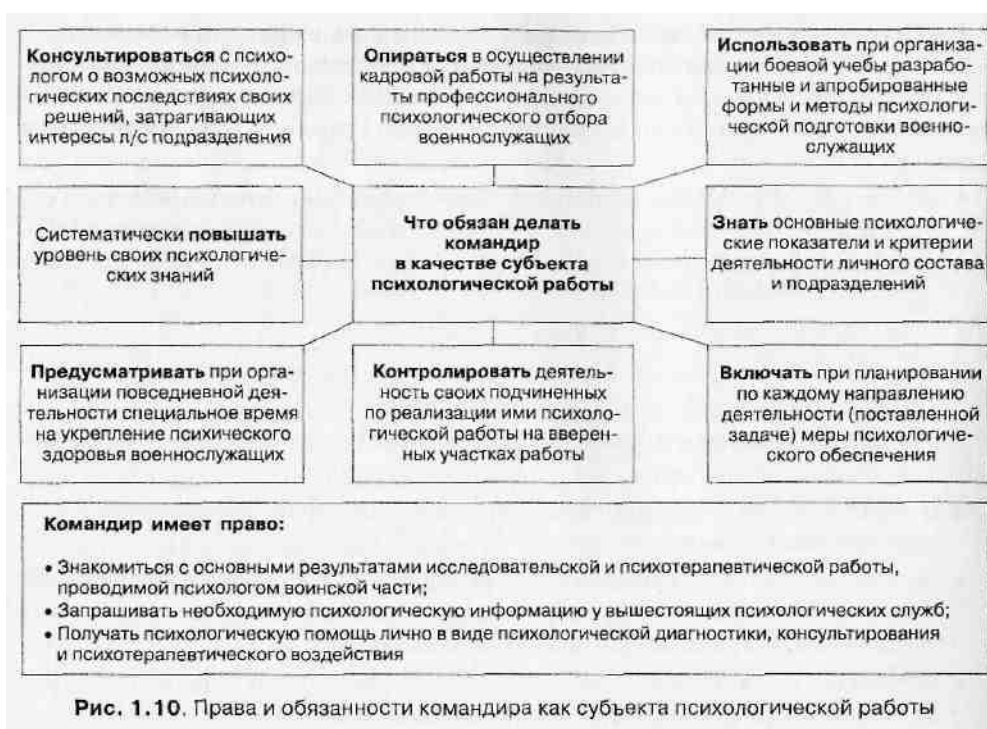 Консультироваться с психо-
логом о возможных психоло-
гических последствиях своих
решений, затрагивающих
интересы л/с подразделения
Опираться в осуществлении
кадровой работы на результа-
ты профессионального
психологического отбора
военнослужащих
Использовать при организа-
ции боевой учебы разрабо-
танные и апробированные
формы и методы психологи-
ческой подготовки военно-
служащих
Систематически повышать
уровень своих психологиче-
ских знаний
Что обязан делать
командир
в качестве субъекта
психологической работы
Знать основные психологиче-
ские показатели и критерии
деятельности личного состава
и подразделений
Предусматривать при орга-
низации повседневной дея-
тельности специальное время
на укрепление психического
здоровья военнослужащих
Контролировать деятель-
ность своих подчиненных
по реализации ими психоло-
гической работы на вверен-
ных участках работы
Включать при планировании
по каждому направлению
деятельности (поставленной
задаче) меры психологиче-
ского обеспечения
Командир имеет право:
• Знакомиться с основными результатами исследовательской и психотерапевтической работы,
проводимой психологом воинской части;
• Запрашивать необходимую психологическую информацию у вышестоящих психологических служб;
• Получать психологическую помощь лично в виде психологической диагностики, консультирования
и психотерапевтического воздействия
Рис. 1.10. Права и обязанности командира как субъекта психологической работы